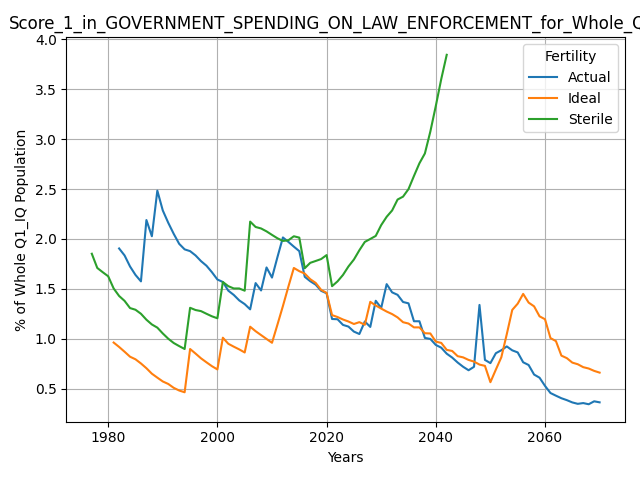 Score_1_in_GOVERNMENT_SPENDING_ON_LAW_ENFORCEMENT_for_Whole_Q
4.0
3.5
3.0
2.5
2.0
1.5
1.0
0.5
% of Whole Q1_IQ Population
1980
2000
2020
2040
2060
Years
Fertility
Actual
Ideal
Sterile